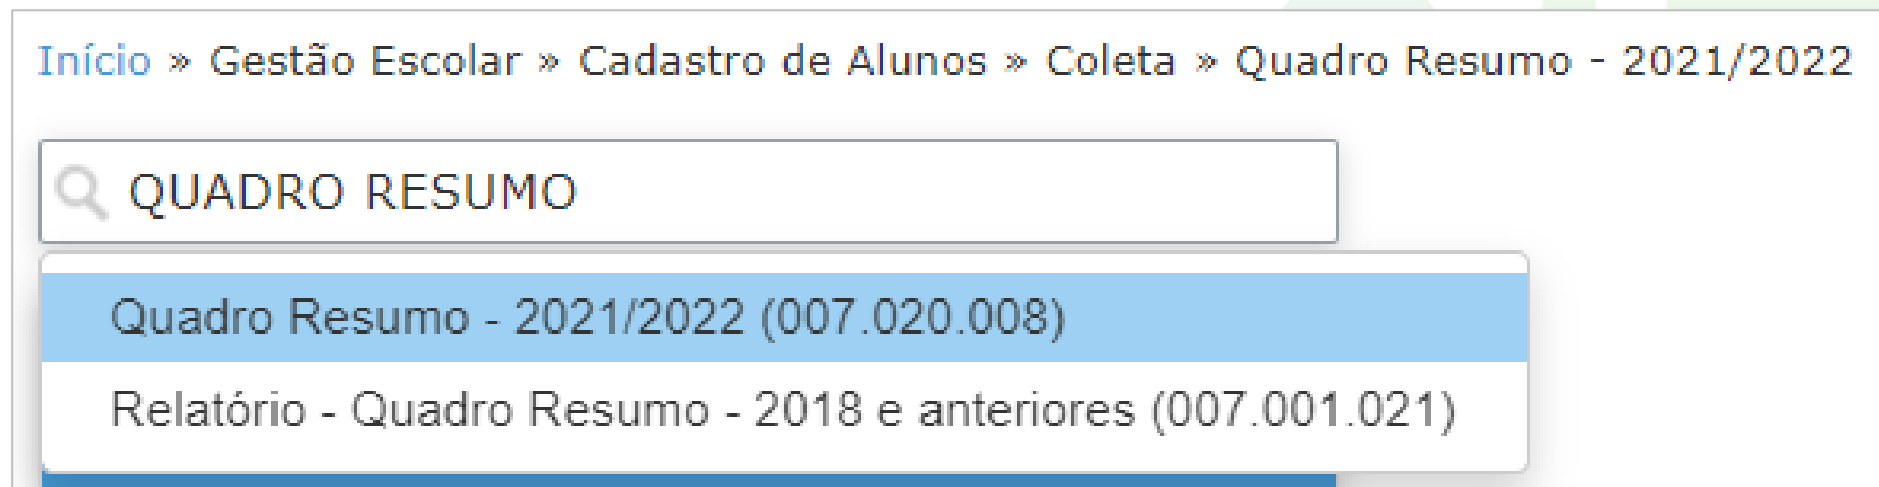 Início » Gestão Escolar » Cadastro de Alunos » Coleta » Quadro Resumo - 2021/2022
QUADRO RESUMO
Quadro Resumo - 2021/2022 (007.020.008)
Relatório - Quadro Resumo - 2018 e anteriores (007.001.021)